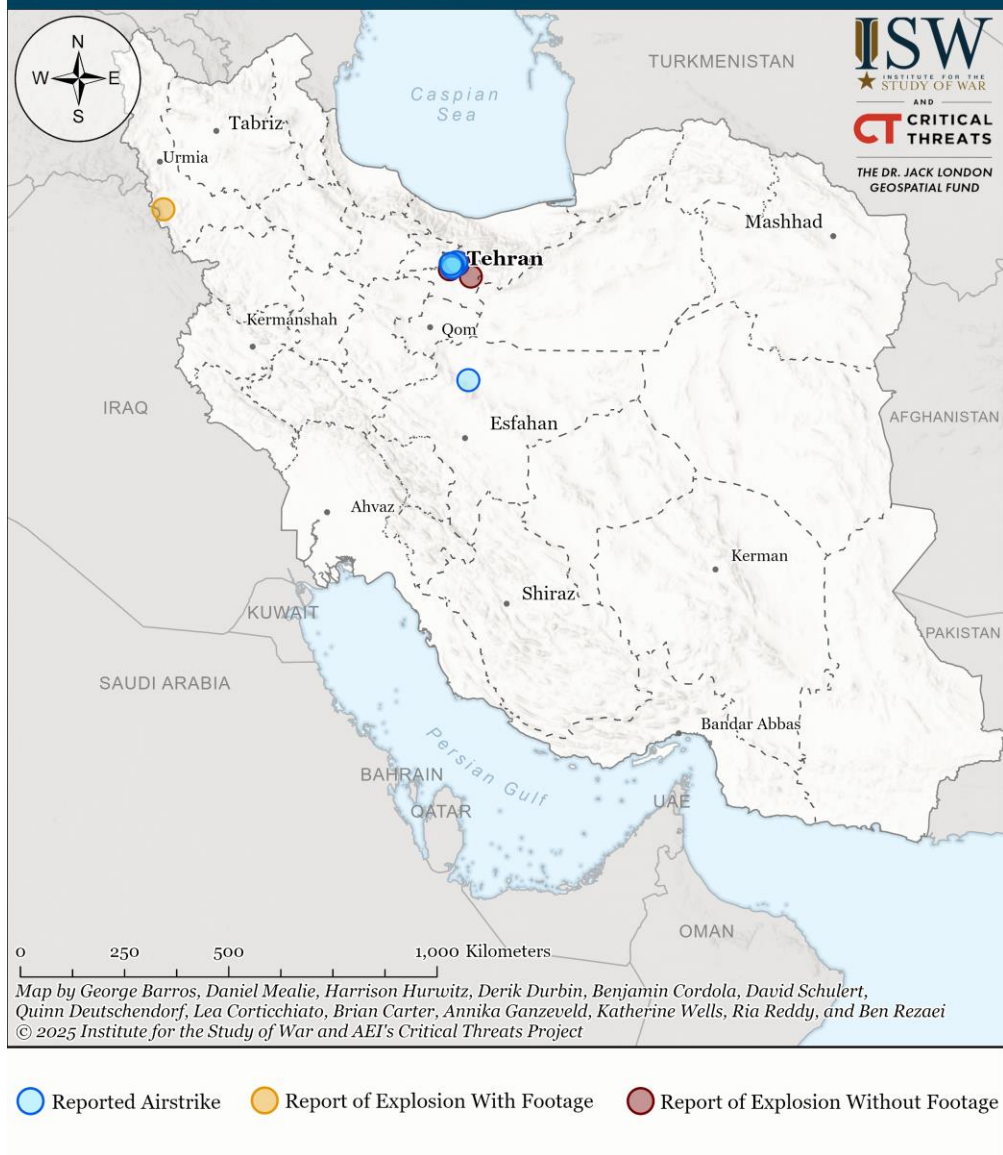 N
W
E
S
ISW
INSTITUTE FOR THE
STUDY OF WAR
AND
CT CRITICAL
THREATS
THE DR. JACK LONDON
GEOSPATIAL FUND
TURKMENISTAN
Caspian
Sea
Tabriz
Urmia
Mashhad
Tehran
Kermanshah
Qom
IRAQ
Esfahan
AFGHANISTAN
Ahvaz
Kerman
Shiraz
KUWAIT
PAKISTAN
SAUDI ARABIA
Bandar Abbas
Persian Gulf
BAHRAIN
QATAR
UAE
OMAN
0 250 500 1,000 Kilometers
Map by George Barros, Daniel Mealie, Harrison Hurwitz, Derik Durbin, Benjamin Cordola, David Schulert,
Quinn Deutschendorf, Lea Corticchiato, Brian Carter, Annika Ganzeveld, Katherine Wells, Ria Reddy, and Ben Rezaei
© 2025 Institute for the Study of War and AEI's Critical Threats Project
Reported Airstrike Report of Explosion With Footage Report of Explosion Without Footage